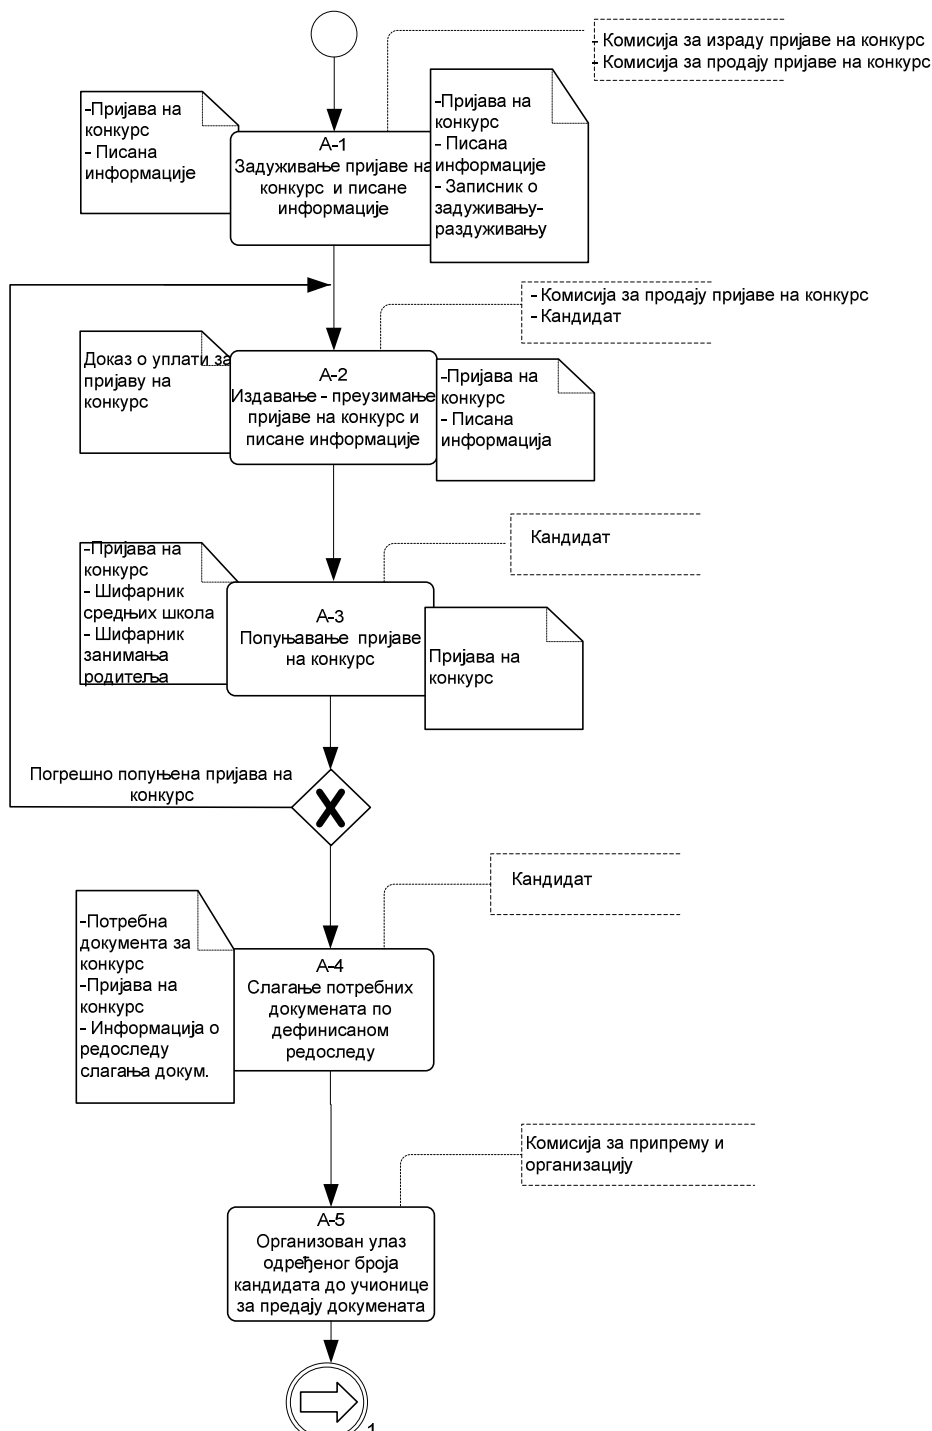 - Комисија за израду пријаве на конкурс
- Комисија за продају пријаве на конкурс
-Пријава на
конкурс
- Писана
информације
А-1
Задуживање пријаве на
конкурс и писане
информације
-Пријава на
конкурс
- Писана
информације
- Записник о
задуживању-
раздуживању
- Комисија за продају пријаве на конкурс
- Кандидат
Доказ о уплати за
пријаву на
конкурс
А-2
Издавање - преузимање
пријаве на конкурс и
писане информације
-Пријава на
конкурс
- Писана
информација
Кандидат
-Пријава на
конкурс
- Шифарник
средњих школа
- Шифарник
занимања
родитеља
А-3
Попуњавање пријаве
на конкурс
Пријава на
конкурс
Погрешно попуњена пријава на
конкурс
X
Кандидат
-Потребна
документа за
конкурс
-Пријава на
конкурс
- Информација о
редоследу
слагања докум.
А-4
Слагање потребних
докумената по
дефинисаном
редоследу
Комисија за припрему и
организацију
А-5
Организован улаз
одређеног броја
кандидата до учионице
за предају докумената
1